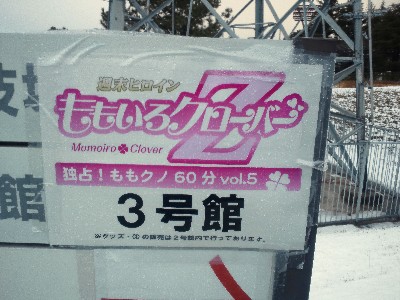 週末ヒロイン
ももいろクローバーZ
Momoiro Clover
独占!ももクノ60分 vol.5
3号館
館